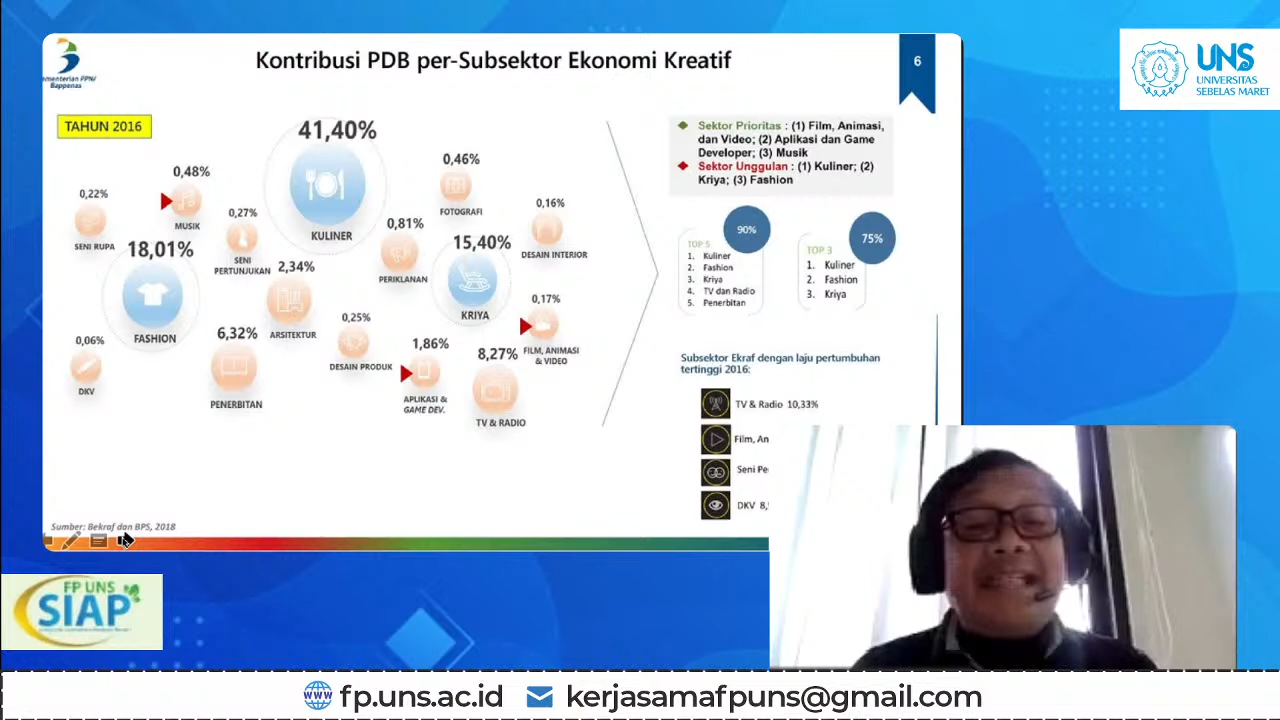 Kontribusi PDB per-Subsektor Ekonomi Kreatif
6
Bappenas
UNS
UNIVERSITAS
SEBELAS MARET
TAHUN 2016
41,40%
KULINER
0,48%
MUSIK
0,22%
SENI RUPA
0,27%
SENI
PERTUNJUKAN
0,46%
FOTOGRAFI
0,81%
PERIKLANAN
0,16%
DESAIN INTERIOR
18,01%
FASHION
2,34%
ARSITEKTUR
15,40%
KRIYA
0,17%
FILM, ANIMASI
& VIDEO
0,06%
DKV
6,32%
PENERBITAN
0,25%
DESAIN PRODUK
1,86%
APLIKASI &
GAME DEV.
8,27%
TV & RADIO
Sektor Prioritas : (1) Film, Animasi,
dan Video; (2) Aplikasi dan Game
Developer; (3) Musik
Sektor Unggulan : (1) Kuliner; (2)
Kriya; (3) Fashion
90%
TOP 5
1. Kuliner
2. Fashion
3. Kriya
4. TV dan Radio
5. Penerbitan
75%
TOP 3
1. Kuliner
2. Fashion
3. Kriya
Subsektor Ekraf dengan laju pertumbuhan
tertinggi 2016:
TV & Radio 10,33%
Film, An
Seni Pe
DKV 8,
Sumber: Bekraf dan BPS, 2018
FP UNS
SIAP
fp.uns.ac.id
kerjasamafpuns@gmail.com